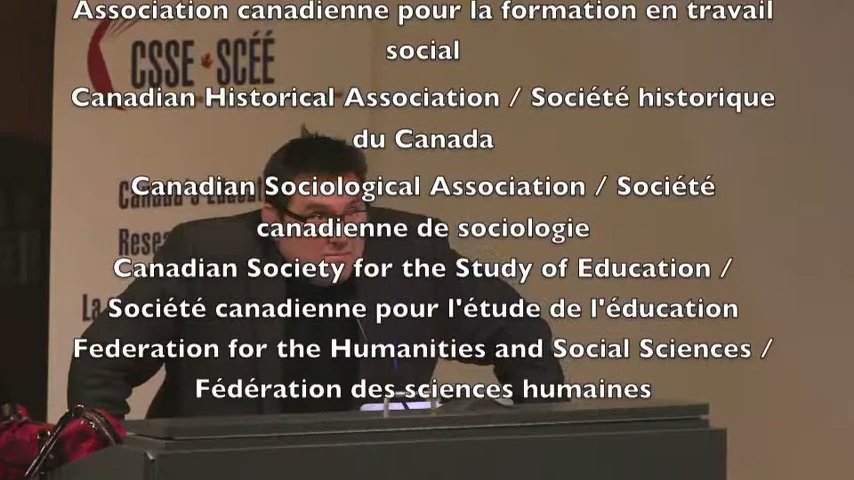 Association canadienne pour la formation en travail
social
CSSE SCÉÉ
Canadian Historical Association / Société historique
du Canada
Canadian Sociological Association / Société
canadienne de sociologie
Canadian Society for the Study of Education /
Société canadienne pour l'étude de l'éducation
Federation for the Humanities and Social Sciences /
Fédération des sciences humaines